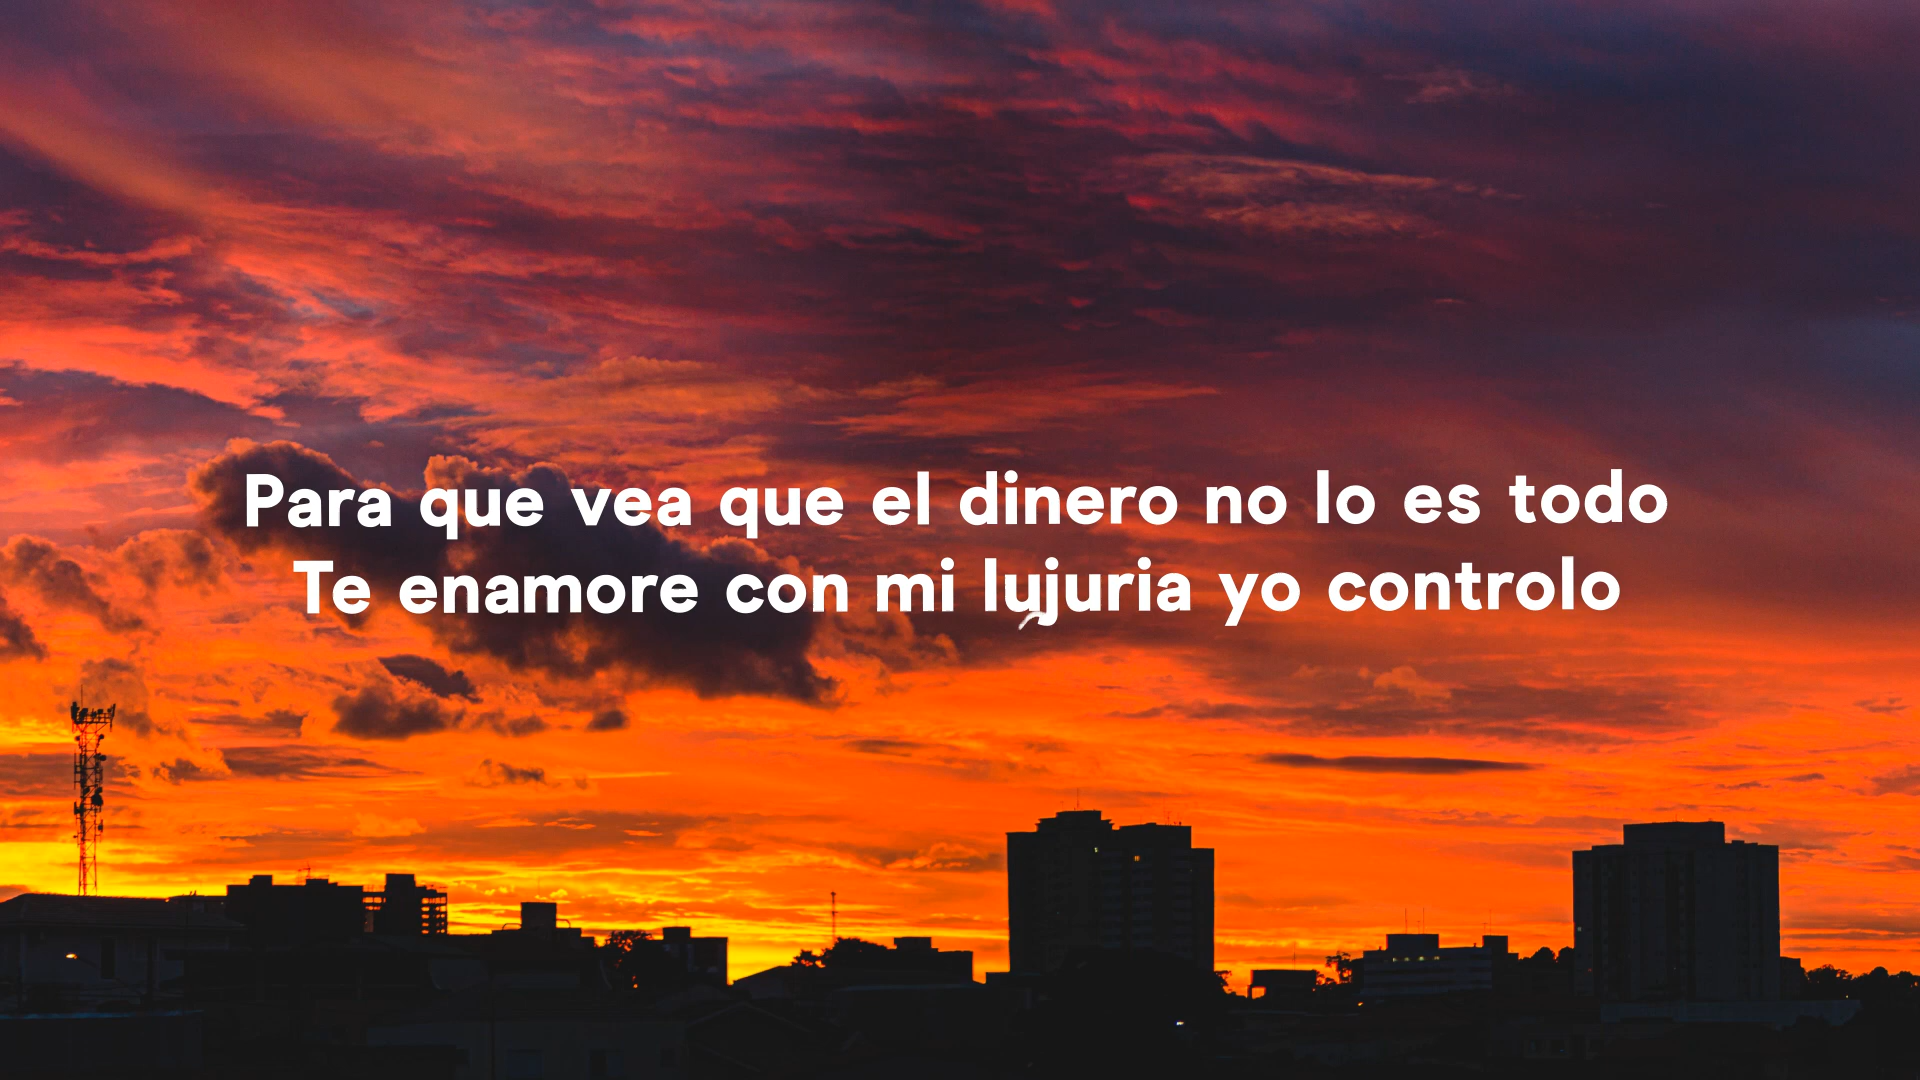 Para que vea que el dinero no lo es todo
Te enamore con mi lujuria yo controlo